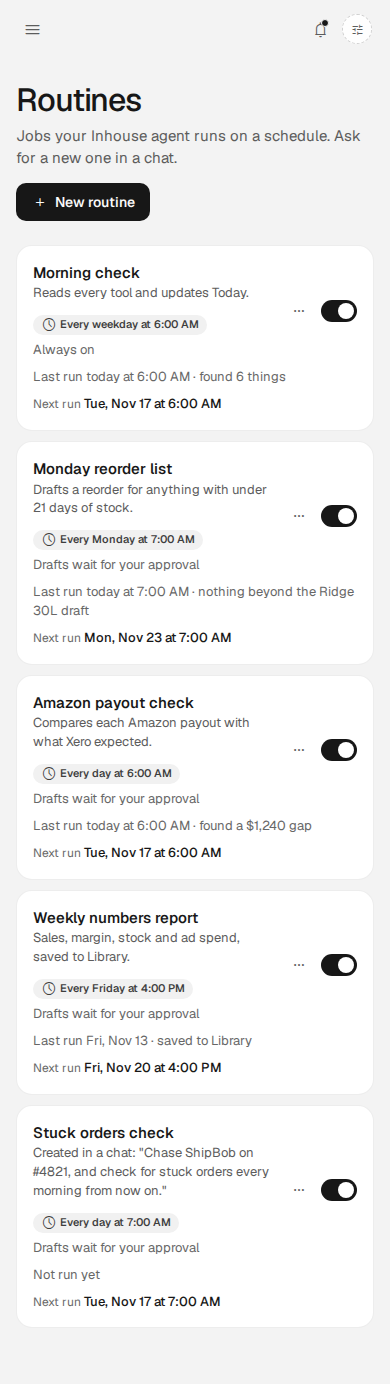 Routines
Jobs your Inhouse agent runs on a schedule. Ask
for a new one in a chat.
+ New routine
Morning check
Reads every tool and updates Today.
Every weekday at 6:00 AM
Always on
Last run today at 6:00 AM · found 6 things
Next run Tue, Nov 17 at 6:00 AM
Monday reorder list
Drafts a reorder for anything with under
21 days of stock.
Every Monday at 7:00 AM
Drafts wait for your approval
Last run today at 7:00 AM · nothing beyond the Ridge
30L draft
Next run Mon, Nov 23 at 7:00 AM
Amazon payout check
Compares each Amazon payout with
what Xero expected.
Every day at 6:00 AM
Drafts wait for your approval
Last run today at 6:00 AM · found a $1,240 gap
Next run Tue, Nov 17 at 6:00 AM
Weekly numbers report
Sales, margin, stock and ad spend,
saved to Library.
Every Friday at 4:00 PM
Drafts wait for your approval
Last run Fri, Nov 13 · saved to Library
Next run Fri, Nov 20 at 4:00 PM
Stuck orders check
Created in a chat: "Chase ShipBob on
#4821, and check for stuck orders every
morning from now on."
Every day at 7:00 AM
Drafts wait for your approval
Not run yet
Next run Tue, Nov 17 at 7:00 AM